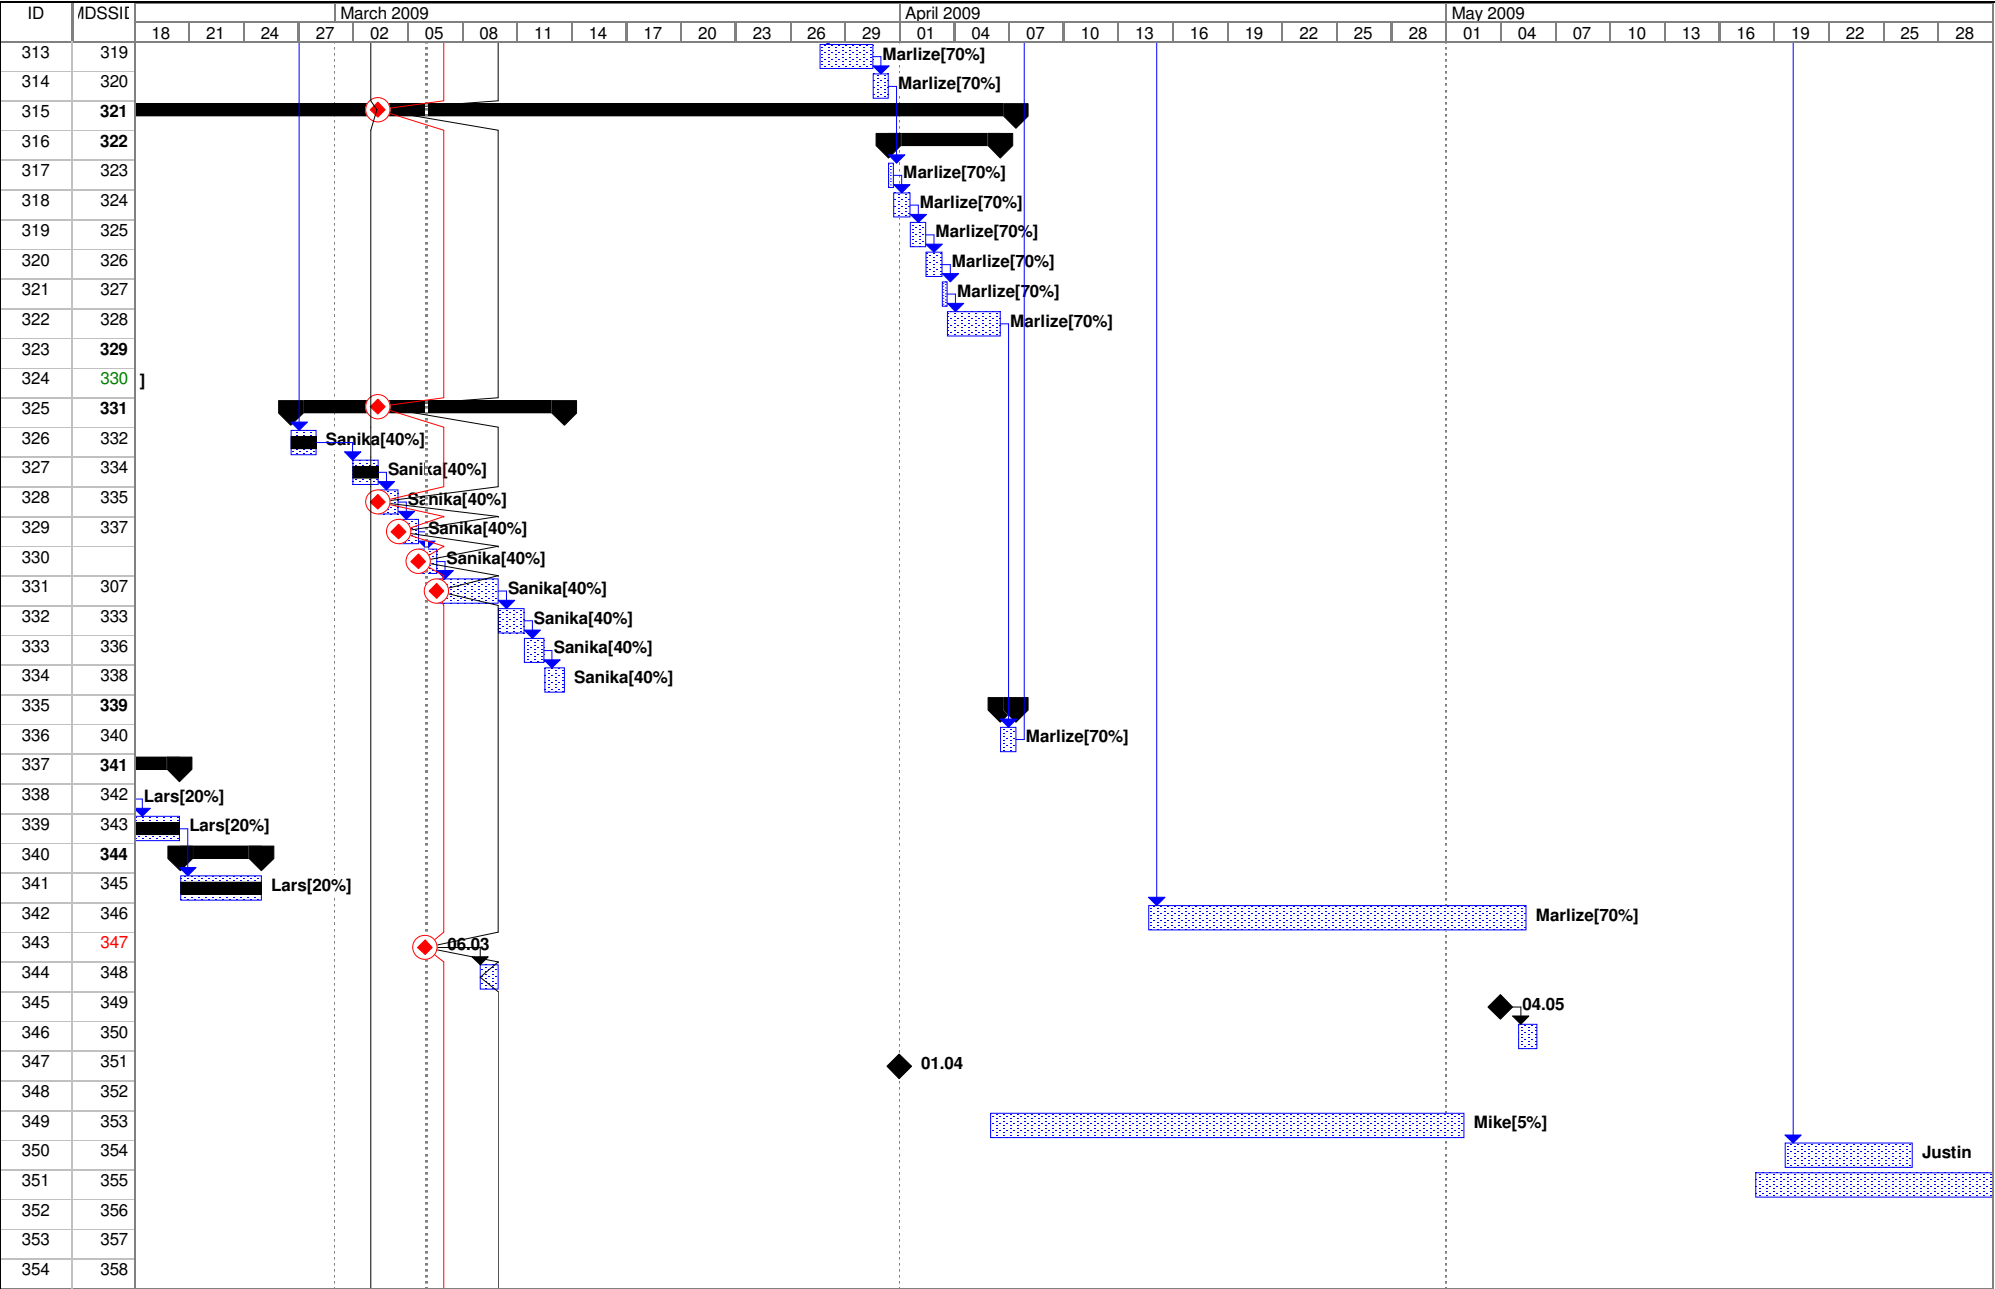 ID MDSSID March 2009 April 2009 May 2009
18 21 24 27 02 05 08 11 14 17 20 23 26 29 01 04 07 10 13 16 19 22 25 28 01 04 07 10 13 16 19 22 25 28
313 319 Marlize[70%]
314 320 Marlize[70%]
315 321
316 322
317 323 Marlize[70%]
318 324 Marlize[70%]
319 325 Marlize[70%]
320 326 Marlize[70%]
321 327 Marlize[70%]
322 328 Marlize[70%]
323 329
324 330 ]
325 331
326 332 Sanika[40%]
327 334 Sanika[40%]
328 335 Sanika[40%]
329 337 Sanika[40%]
330 Sanika[40%]
331 307 Sanika[40%]
332 333 Sanika[40%]
333 336 Sanika[40%]
334 338 Sanika[40%]
335 339
336 340 Marlize[70%]
337 341
338 342 Lars[20%]
339 343 Lars[20%]
340 344
341 345 Lars[20%]
342 346 Marlize[70%]
343 347 06.03
344 348
345 349 04.05
346 350
347 351 01.04
348 352
349 353 Mike[5%]
350 354 Justin
351 355
352 356
353 357
354 358